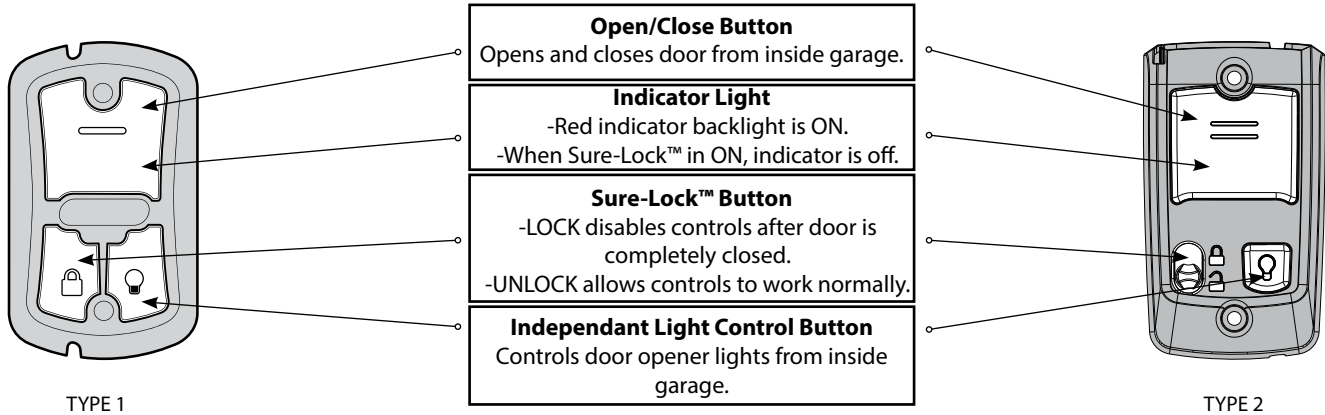 Open/Close Button
Opens and closes door from inside garage.
Indicator Light
-Red indicator backlight is ON.
-When Sure-Lock™ in ON, indicator is off.
Sure-Lock™ Button
-LOCK disables controls after door is
completely closed.
-UNLOCK allows controls to work normally.
Independant Light Control Button
Controls door opener lights from inside
garage.
TYPE 1
TYPE 2